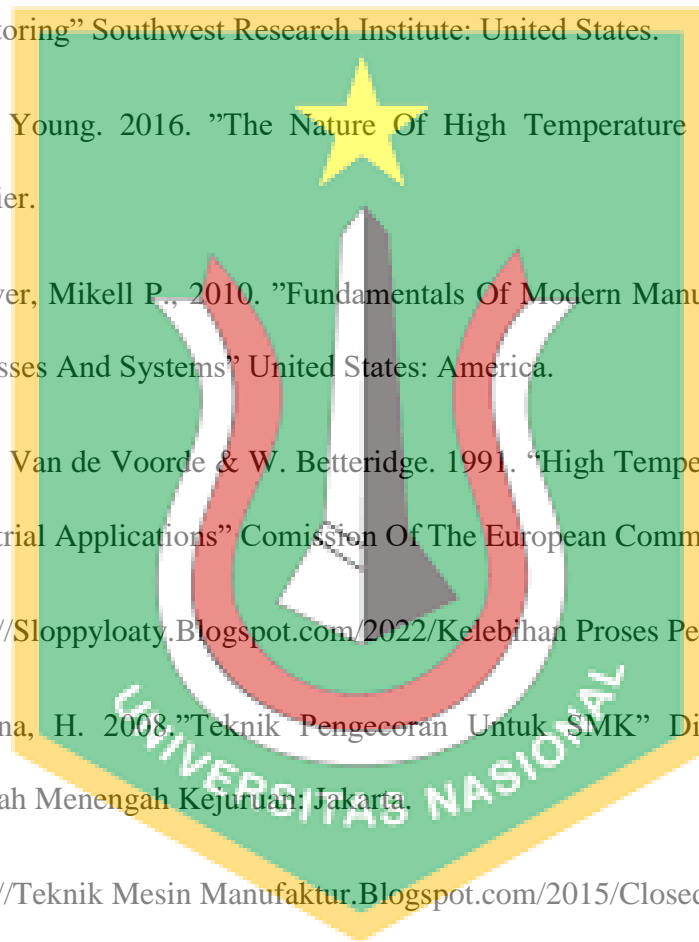 toring” Southwest Research Institute: United States.
Young. 2016. ”The Nature Of High Temperature
ier.
ver, Mikell P., 2010. ”Fundamentals Of Modern Manu
sses And Systems” United States: America.
Van de Voorde & W. Betteridge. 1991. “High Tempe
trial Applications” Comission Of The European Comm
//Sloppyloaty.Blogspot.com/2022/Kelebihan Proses Pe
na, H. 2008.”Teknik Pengecoran Untuk SMK” Di
ah Menengah Kejuruan: Jakarta.
//Teknik Mesin Manufaktur.Blogspot.com/2015/Closed
UNIVERSITAS NASIONAL